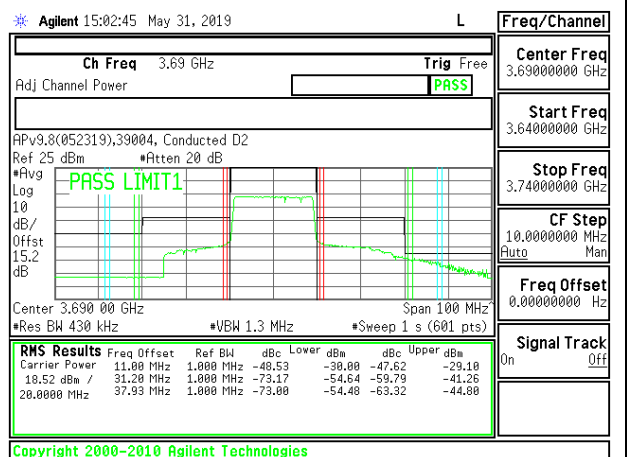 Agilent 15:02:45 May 31, 2019 L
Freq/Channel
Ch Freq 3.69 GHz Trig Free
Adj Channel Power PASS
Center Freq
3.69000000 GHz
Start Freq
3.64000000 GHz
Stop Freq
3.74000000 GHz
CF Step
10.0000000 MHz
Auto Man
Freq Offset
0.00000000 Hz
Signal Track
On Off
APv9.8(052319),39004, Conducted D2
Ref 25 dBm #Atten 20 dB
#Avg
Log
10
dB/
Offst
15.2
dB
PASS LIMIT1
Center 3.690 00 GHz Span 100 MHz^
#Res BW 430 kHz #VBW 1.3 MHz #Sweep 1 s (601 pts)
RMS Results Freq Offset Ref BW dBc Lower dBm dBc Upper dBm
Carrier Power 11.00 MHz 1.000 MHz -48.53 -30.00 -47.62 -29.10
18.52 dBm / 31.20 MHz 1.000 MHz -73.17 -54.64 -59.79 -41.26
20.0000 MHz 37.93 MHz 1.000 MHz -73.00 -54.48 -63.32 -44.80
Copyright 2000-2010 Agilent Technologies